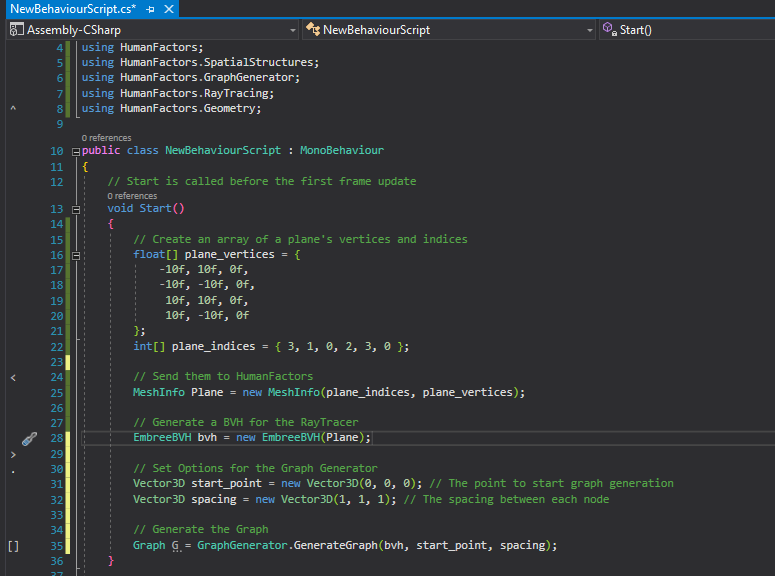 NewBehaviourScript.cs*
Assembly-CSharp
NewBehaviourScript
Start()
4 using HumanFactors;
5 using HumanFactors.SpatialStructures;
6 using HumanFactors.GraphGenerator;
7 using HumanFactors.RayTracing;
8 using HumanFactors.Geometry;
9
0 references
10 public class NewBehaviourScript : MonoBehaviour
11 {
12 // Start is called before the first frame update
0 references
13 void Start()
14 {
15 // Create an array of a plane's vertices and indices
16 float[] plane_vertices = {
17 -10f, 10f, 0f,
18 -10f, -10f, 0f,
19 10f, 10f, 0f,
20 10f, -10f, 0f
21 };
22 int[] plane_indices = { 3, 1, 0, 2, 3, 0 };
23
24 // Send them to HumanFactors
25 MeshInfo Plane = new MeshInfo(plane_indices, plane_vertices);
26
27 // Generate a BVH for the RayTracer
28 EmbreeBVH bvh = new EmbreeBVH(Plane);
29
30 // Set Options for the Graph Generator
31 Vector3D start_point = new Vector3D(0, 0, 0); // The point to start graph generation
32 Vector3D spacing = new Vector3D(1, 1, 1); // The spacing between each node
33
34 // Generate the Graph
35 Graph G = GraphGenerator.GenerateGraph(bvh, start_point, spacing);
36 }
37